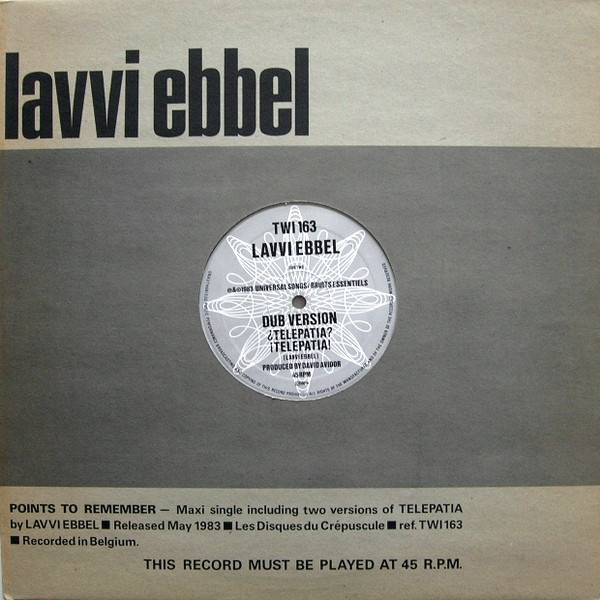 lavvi ebbel
TWI 163
LAVVI EBBEL
℗&©1983 UNIVERSAL SONGS/BRUITS ESSENTIELS
DUB VERSION
¿TELEPATIA?
¡TELEPATIA!
(LAVVI EBBEL)
PRODUCED BY DAVID AVIDOR
45 RPM
POINTS TO REMEMBER — Maxi single including two versions of TELEPATIA
by LAVVI EBBEL ■ Released May 1983 ■ Les Disques du Crépuscule ■ ref. TWI 163
■ Recorded in Belgium.
THIS RECORD MUST BE PLAYED AT 45 R.P.M.